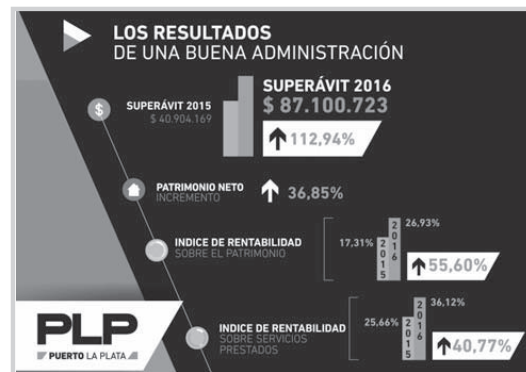 LOS RESULTADOS
DE UNA BUENA ADMINISTRACIÓN
SUPERÁVIT 2015
$ 40.904.169
SUPERÁVIT 2016
$ 87.100.723
112,94%
PATRIMONIO NETO
INCREMENTO
36,85%
INDICE DE RENTABILIDAD
SOBRE EL PATRIMONIO
17,31%
2015
2016
26,93%
55,60%
INDICE DE RENTABILIDAD
SOBRE SERVICIOS
PRESTADOS
25,66%
2015
2016
36,12%
40,77%
PLP
PUERTO LA PLATA